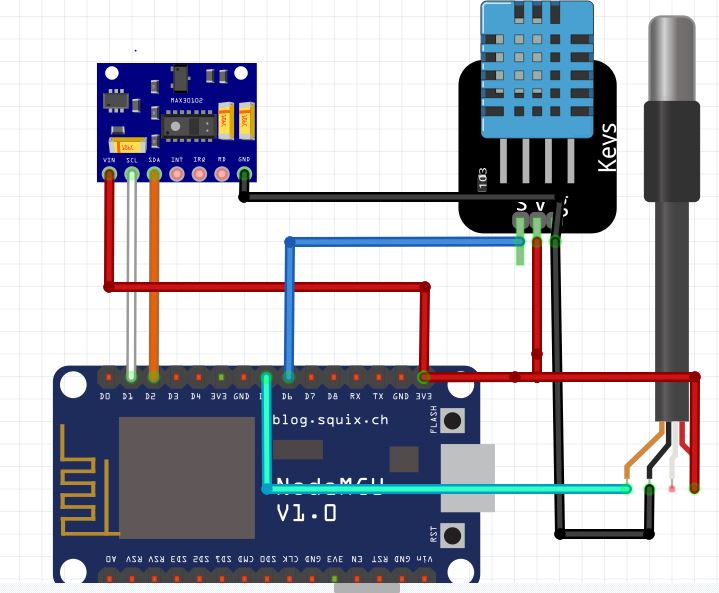 MAX30102
VIN SCL SDA INT IRQ RD GND
103
Keys
S V
D0 D1 D2 D3 D4 3V3 GND D6 D7 D8 RX TX GND 3V3
blog.squix.ch
FLASH
NodeMCU
V1.0
RST
A0 RSV RSV SD3 SD2 SD1 CMD SD0 CLK GND 3V3 EN RST GND Vin